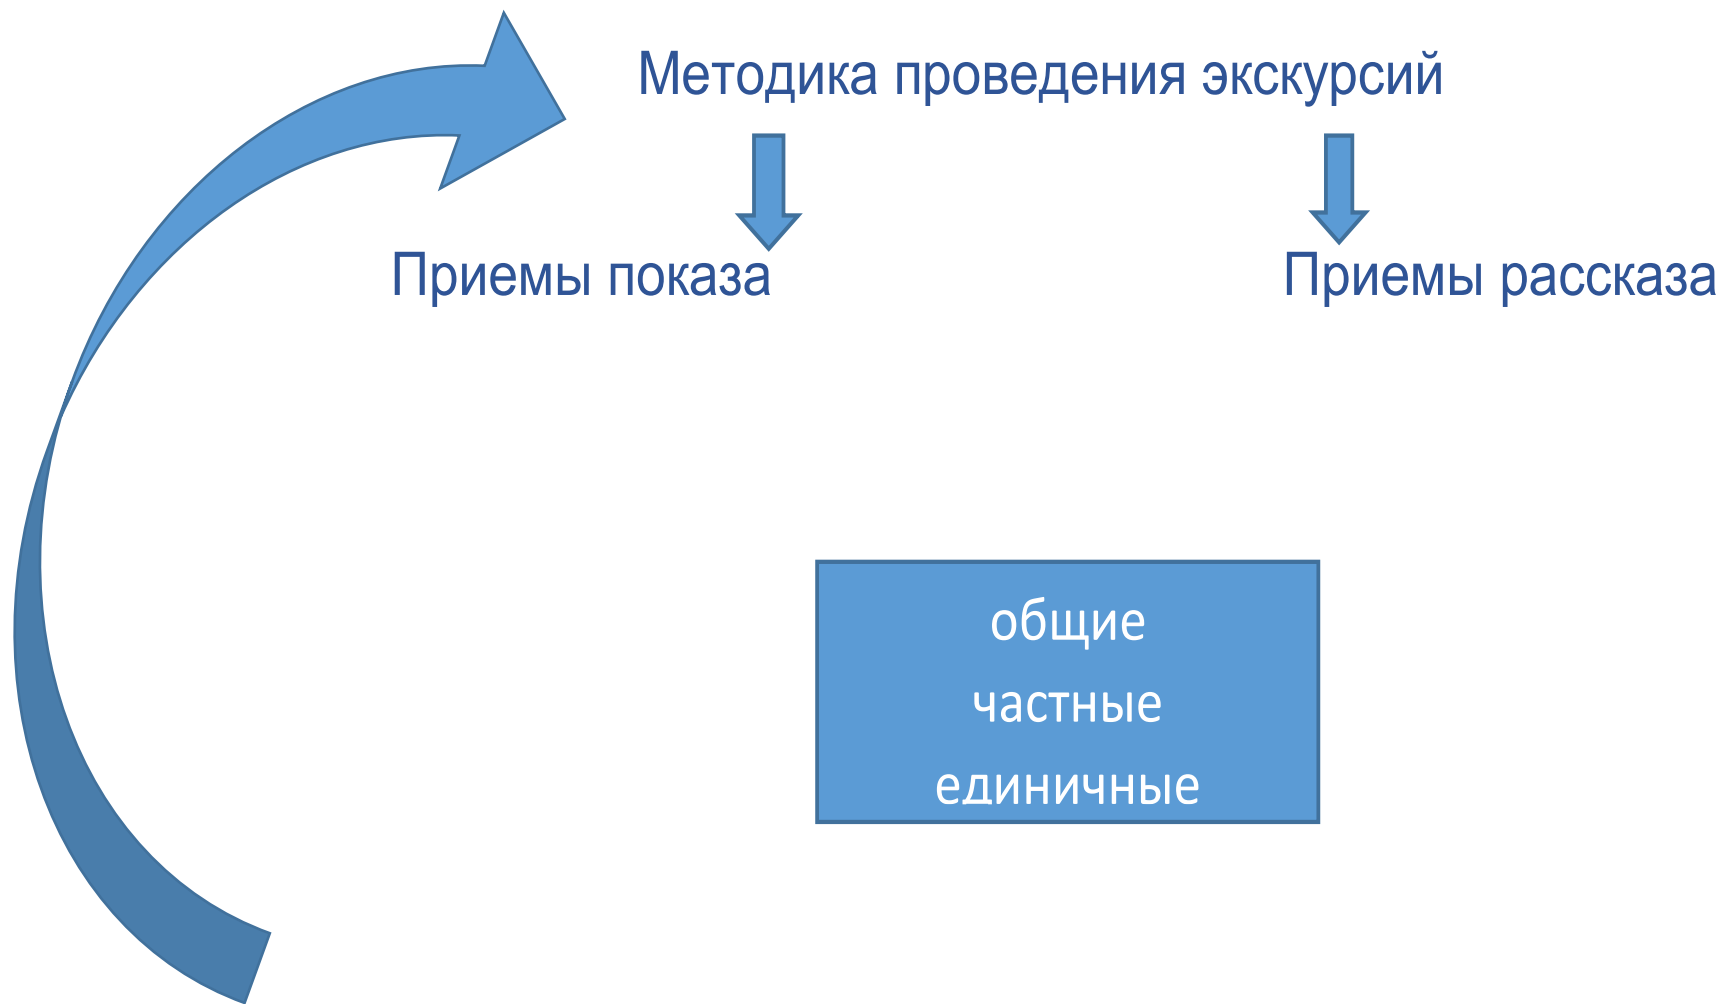 Методика проведения экскурсий
Приемы показа
Приемы рассказа
общие
частные
единичные